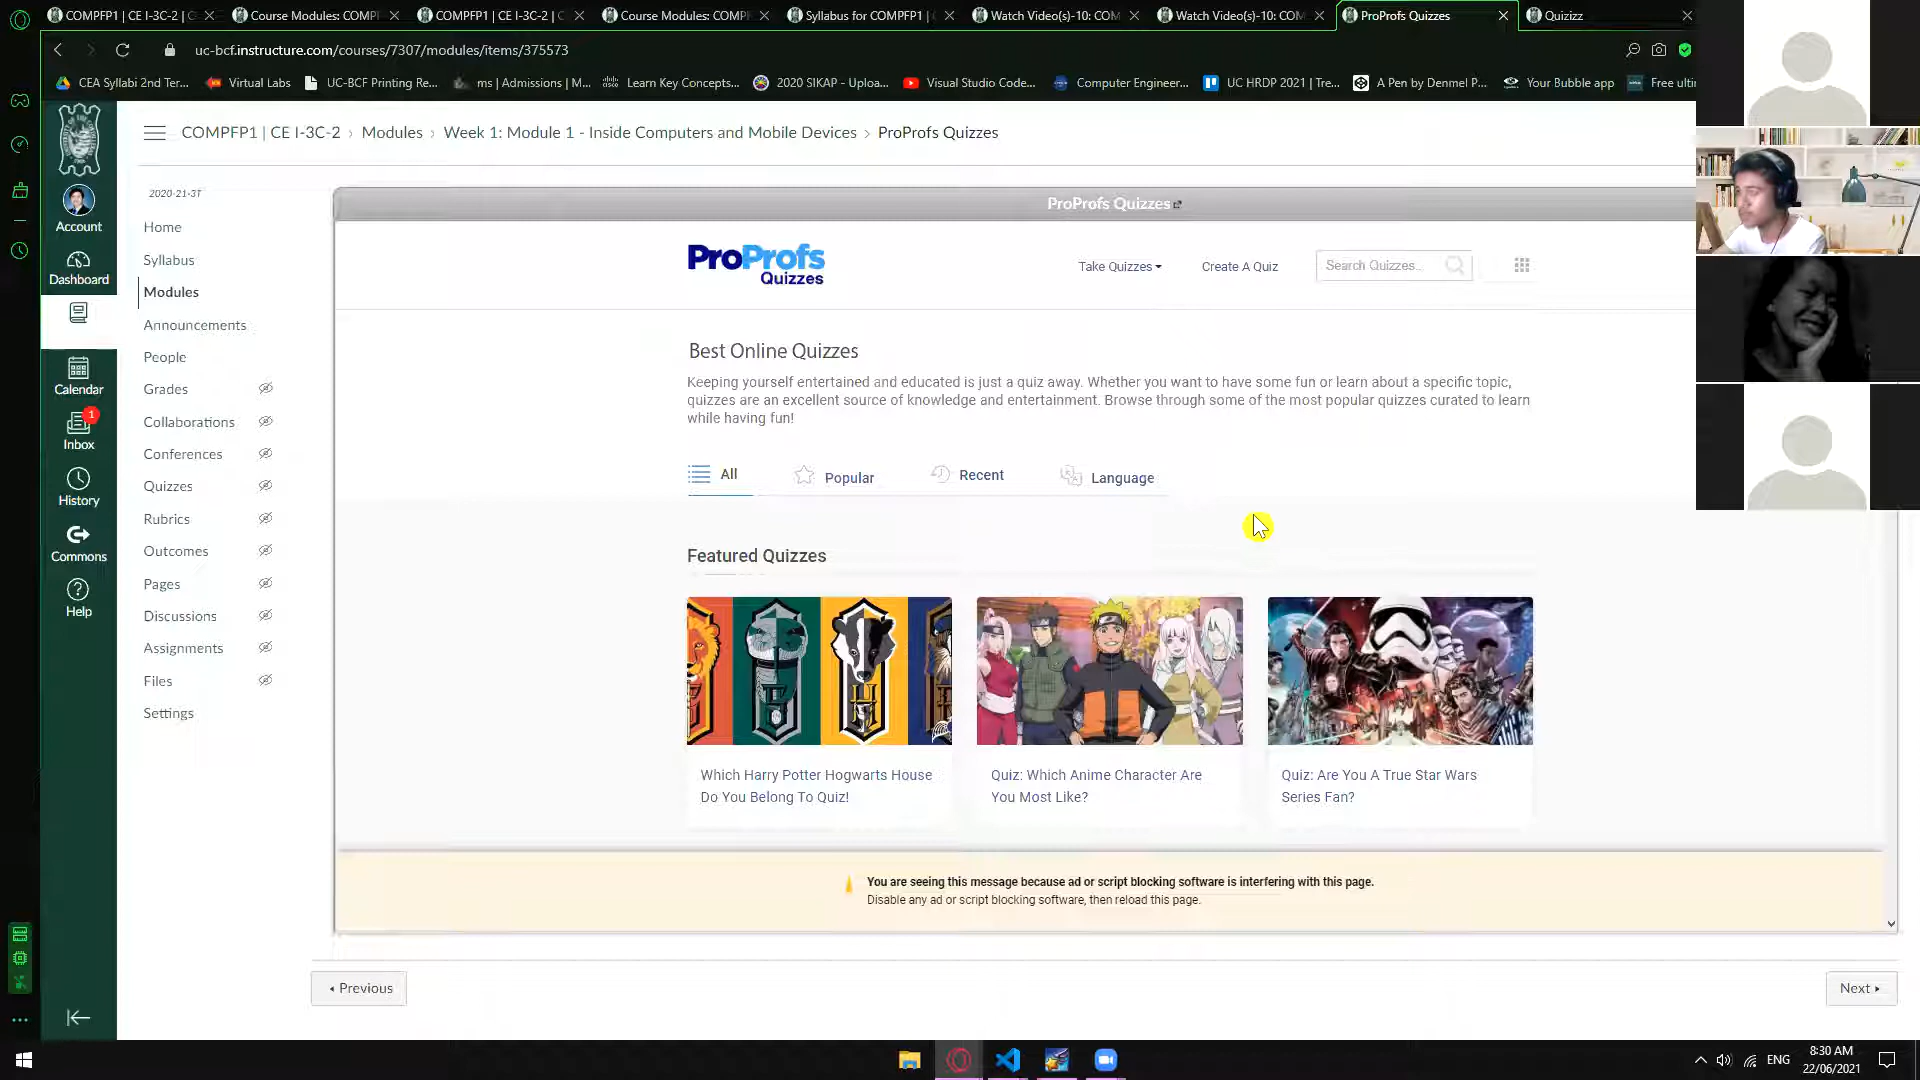 COMPFP1 | CE I-3C-2 | C
Course Modules: COMPF
COMPFP1 | CE I-3C-2 | C
Course Modules: COMPF
Syllabus for COMPFP1 |
Watch Video(s)-10: COM
Watch Video(s)-10: COM
ProProfs Quizzes
Quizizz
uc-bcf.instructure.com/courses/7307/modules/items/375573
CEA Syllabi 2nd Ter...
Virtual Labs
UC-BCF Printing Re...
ms | Admissions | M...
Learn Key Concepts...
2020 SIKAP - Uploa...
Visual Studio Code...
Computer Engineer...
UC HRDP 2021 | Tre...
A Pen by Denmel P...
Your Bubble app
Free ulti
COMPFP1 | CE I-3C-2 › Modules › Week 1: Module 1 - Inside Computers and Mobile Devices › ProProfs Quizzes
Account
Dashboard
Calendar
1
Inbox
History
Commons
Help
2020-21-3T
Home
Syllabus
Modules
Announcements
People
Grades
Collaborations
Conferences
Quizzes
Rubrics
Outcomes
Pages
Discussions
Assignments
Files
Settings
ProProfs Quizzes
ProProfs
Quizzes
Take Quizzes
Create A Quiz
Search Quizzes..
Best Online Quizzes
Keeping yourself entertained and educated is just a quiz away. Whether you want to have some fun or learn about a specific topic,
quizzes are an excellent source of knowledge and entertainment. Browse through some of the most popular quizzes curated to learn
while having fun!
All
Popular
Recent
Language
Featured Quizzes
Which Harry Potter Hogwarts House
Do You Belong To Quiz!
Quiz: Which Anime Character Are
You Most Like?
Quiz: Are You A True Star Wars
Series Fan?
You are seeing this message because ad or script blocking software is interfering with this page.
Disable any ad or script blocking software, then reload this page.
Previous
Next
ENG
8:30 AM
22/06/2021